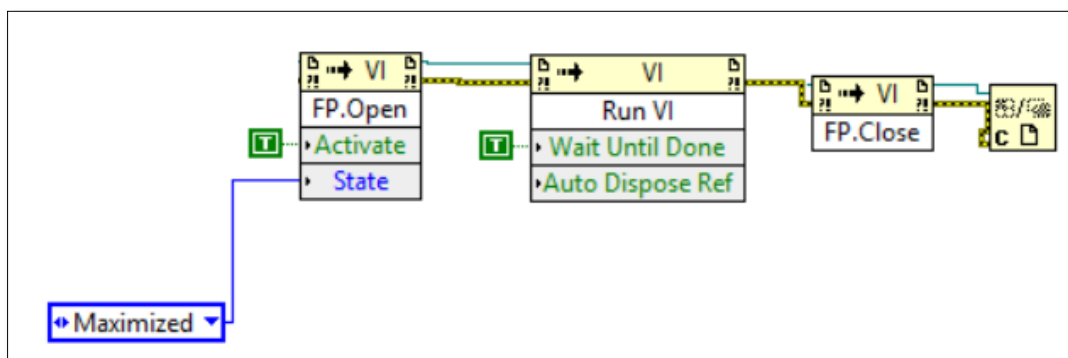 VI
FP.Open
T
Activate
State
Maximized
VI
Run VI
T
Wait Until Done
Auto Dispose Ref
VI
FP.Close
C